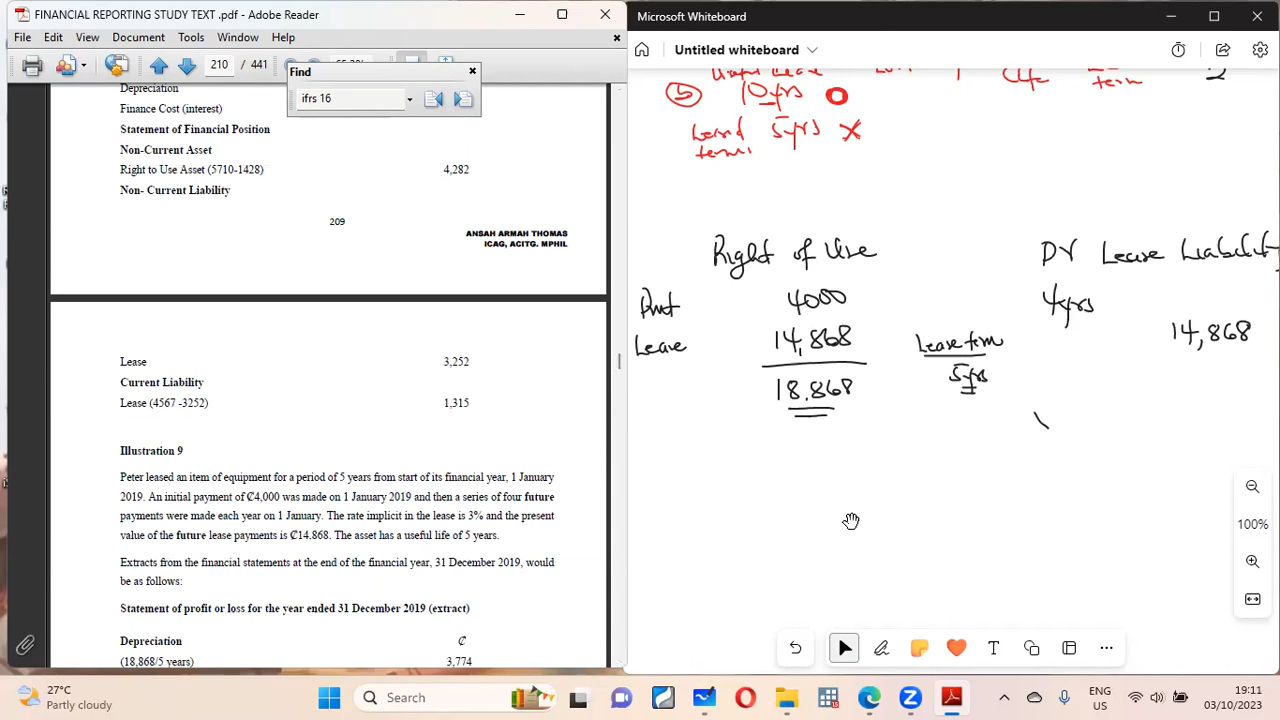 FINANCIAL REPORTING STUDY TEXT .pdf - Adobe Reader
File Edit View Document Tools Window Help
210 / 441
Find
ifrs 16
Depreciation
Finance Cost (interest)
Statement of Financial Position
Non-Current Asset
Right to Use Asset (5710-1428) 4,282
Non- Current Liability
209
ANSAH ARMAH THOMAS
ICAG, ACITG. MPHIL
Lease 3,252
Current Liability
Lease (4567 -3252) 1,315
Illustration 9
Peter leased an item of equipment for a period of 5 years from start of its financial year, 1 January
2019. An initial payment of ₵4,000 was made on 1 January 2019 and then a series of four future
payments were made each year on 1 January. The rate implicit in the lease is 3% and the present
value of the future lease payments is ₵14,868. The asset has a useful life of 5 years.
Extracts from the financial statements at the end of the financial year, 31 December 2019, would
be as follows:
Statement of profit or loss for the year ended 31 December 2019 (extract)
Depreciation ₵
(18,868/5 years) 3,774
Microsoft Whiteboard
Untitled whiteboard
term
b 10yrs
Leased 5yrs X
term
Right of Use PV Lease Liability
Pmt 4000 4yrs
Lease 14,868 Lease term 14,868
18,868 5yrs
100%
27°C
Partly cloudy
Search
ENG
US
19:11
03/10/2023